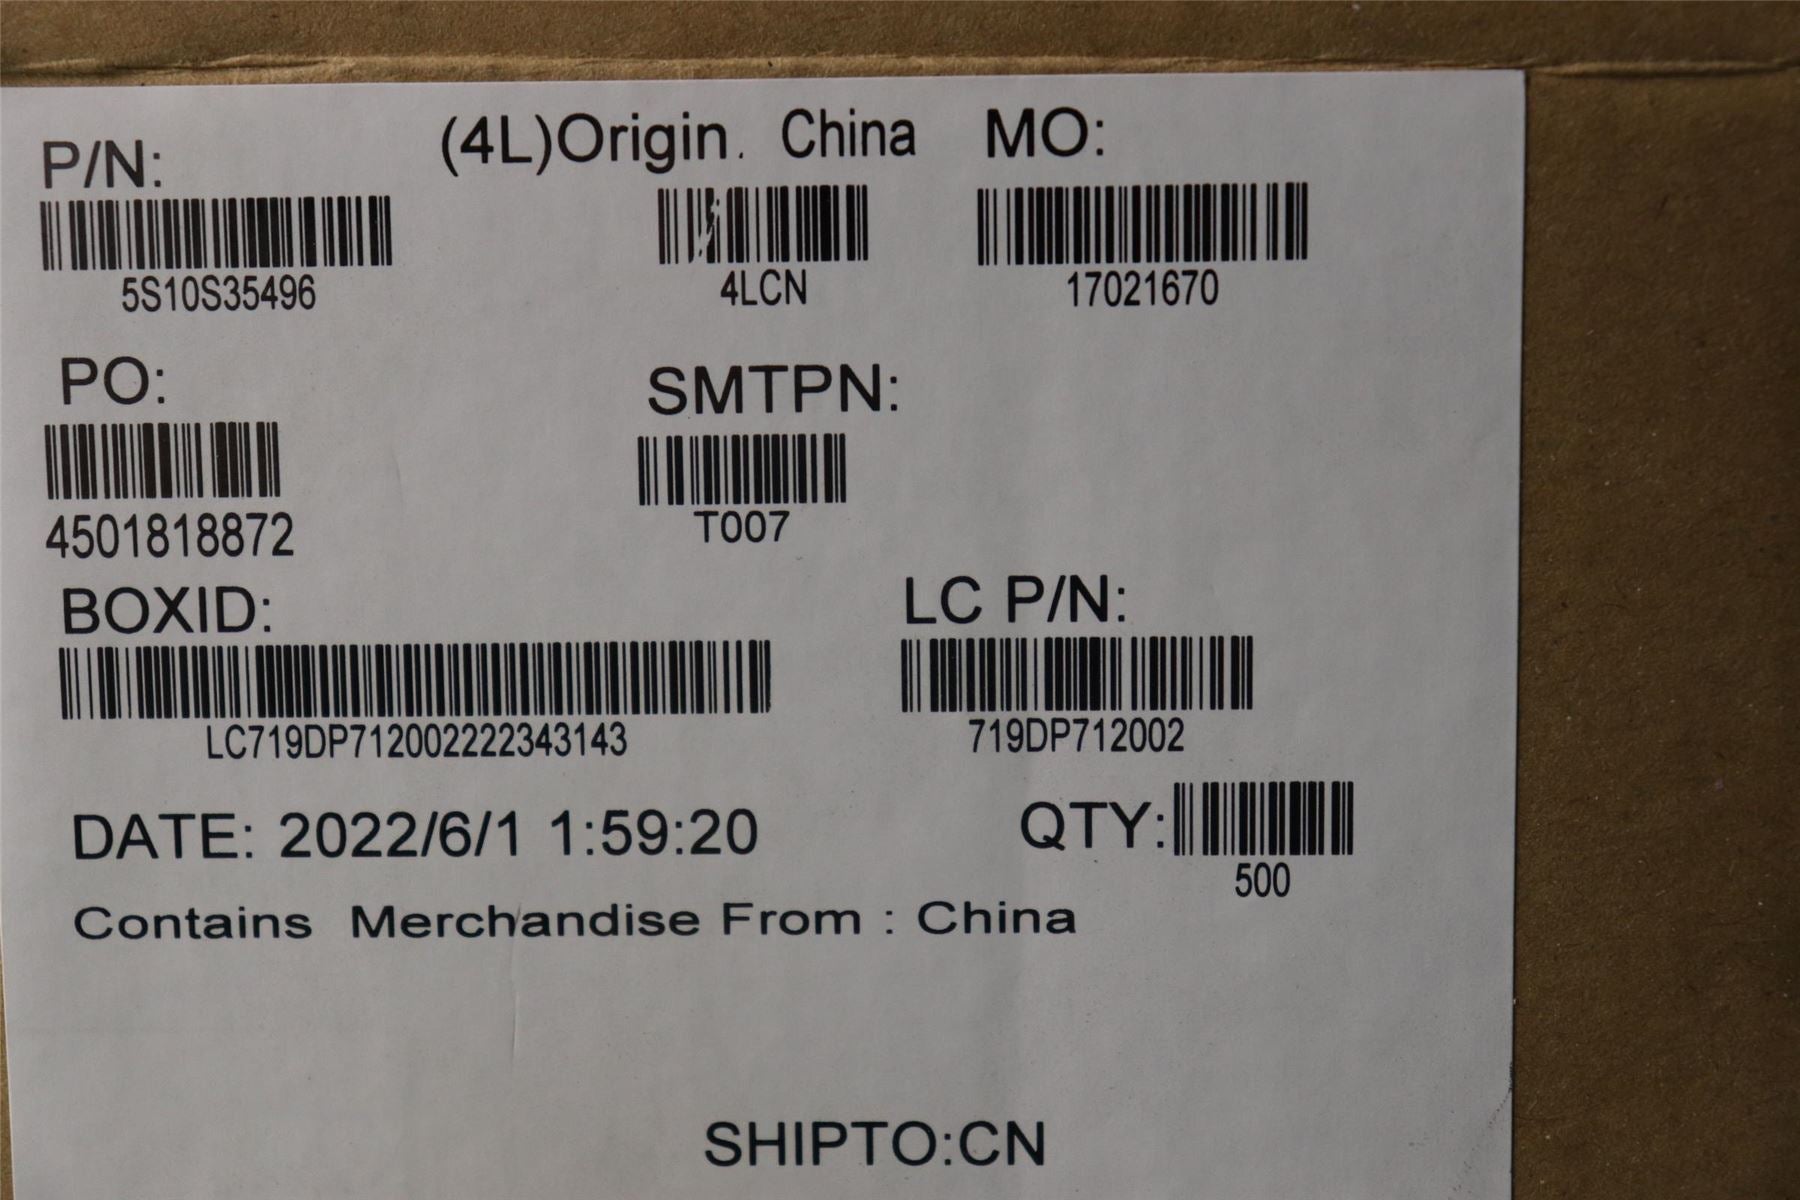 P/N: (4L)Origin. China MO:
5S10S35496 4LCN 17021670
PO: SMTPN:
4501818872 T007
BOXID: LC P/N:
LC719DP712002222343143 719DP712002
DATE: 2022/6/1 1:59:20 QTY:
500
Contains Merchandise From : China
SHIPTO:CN